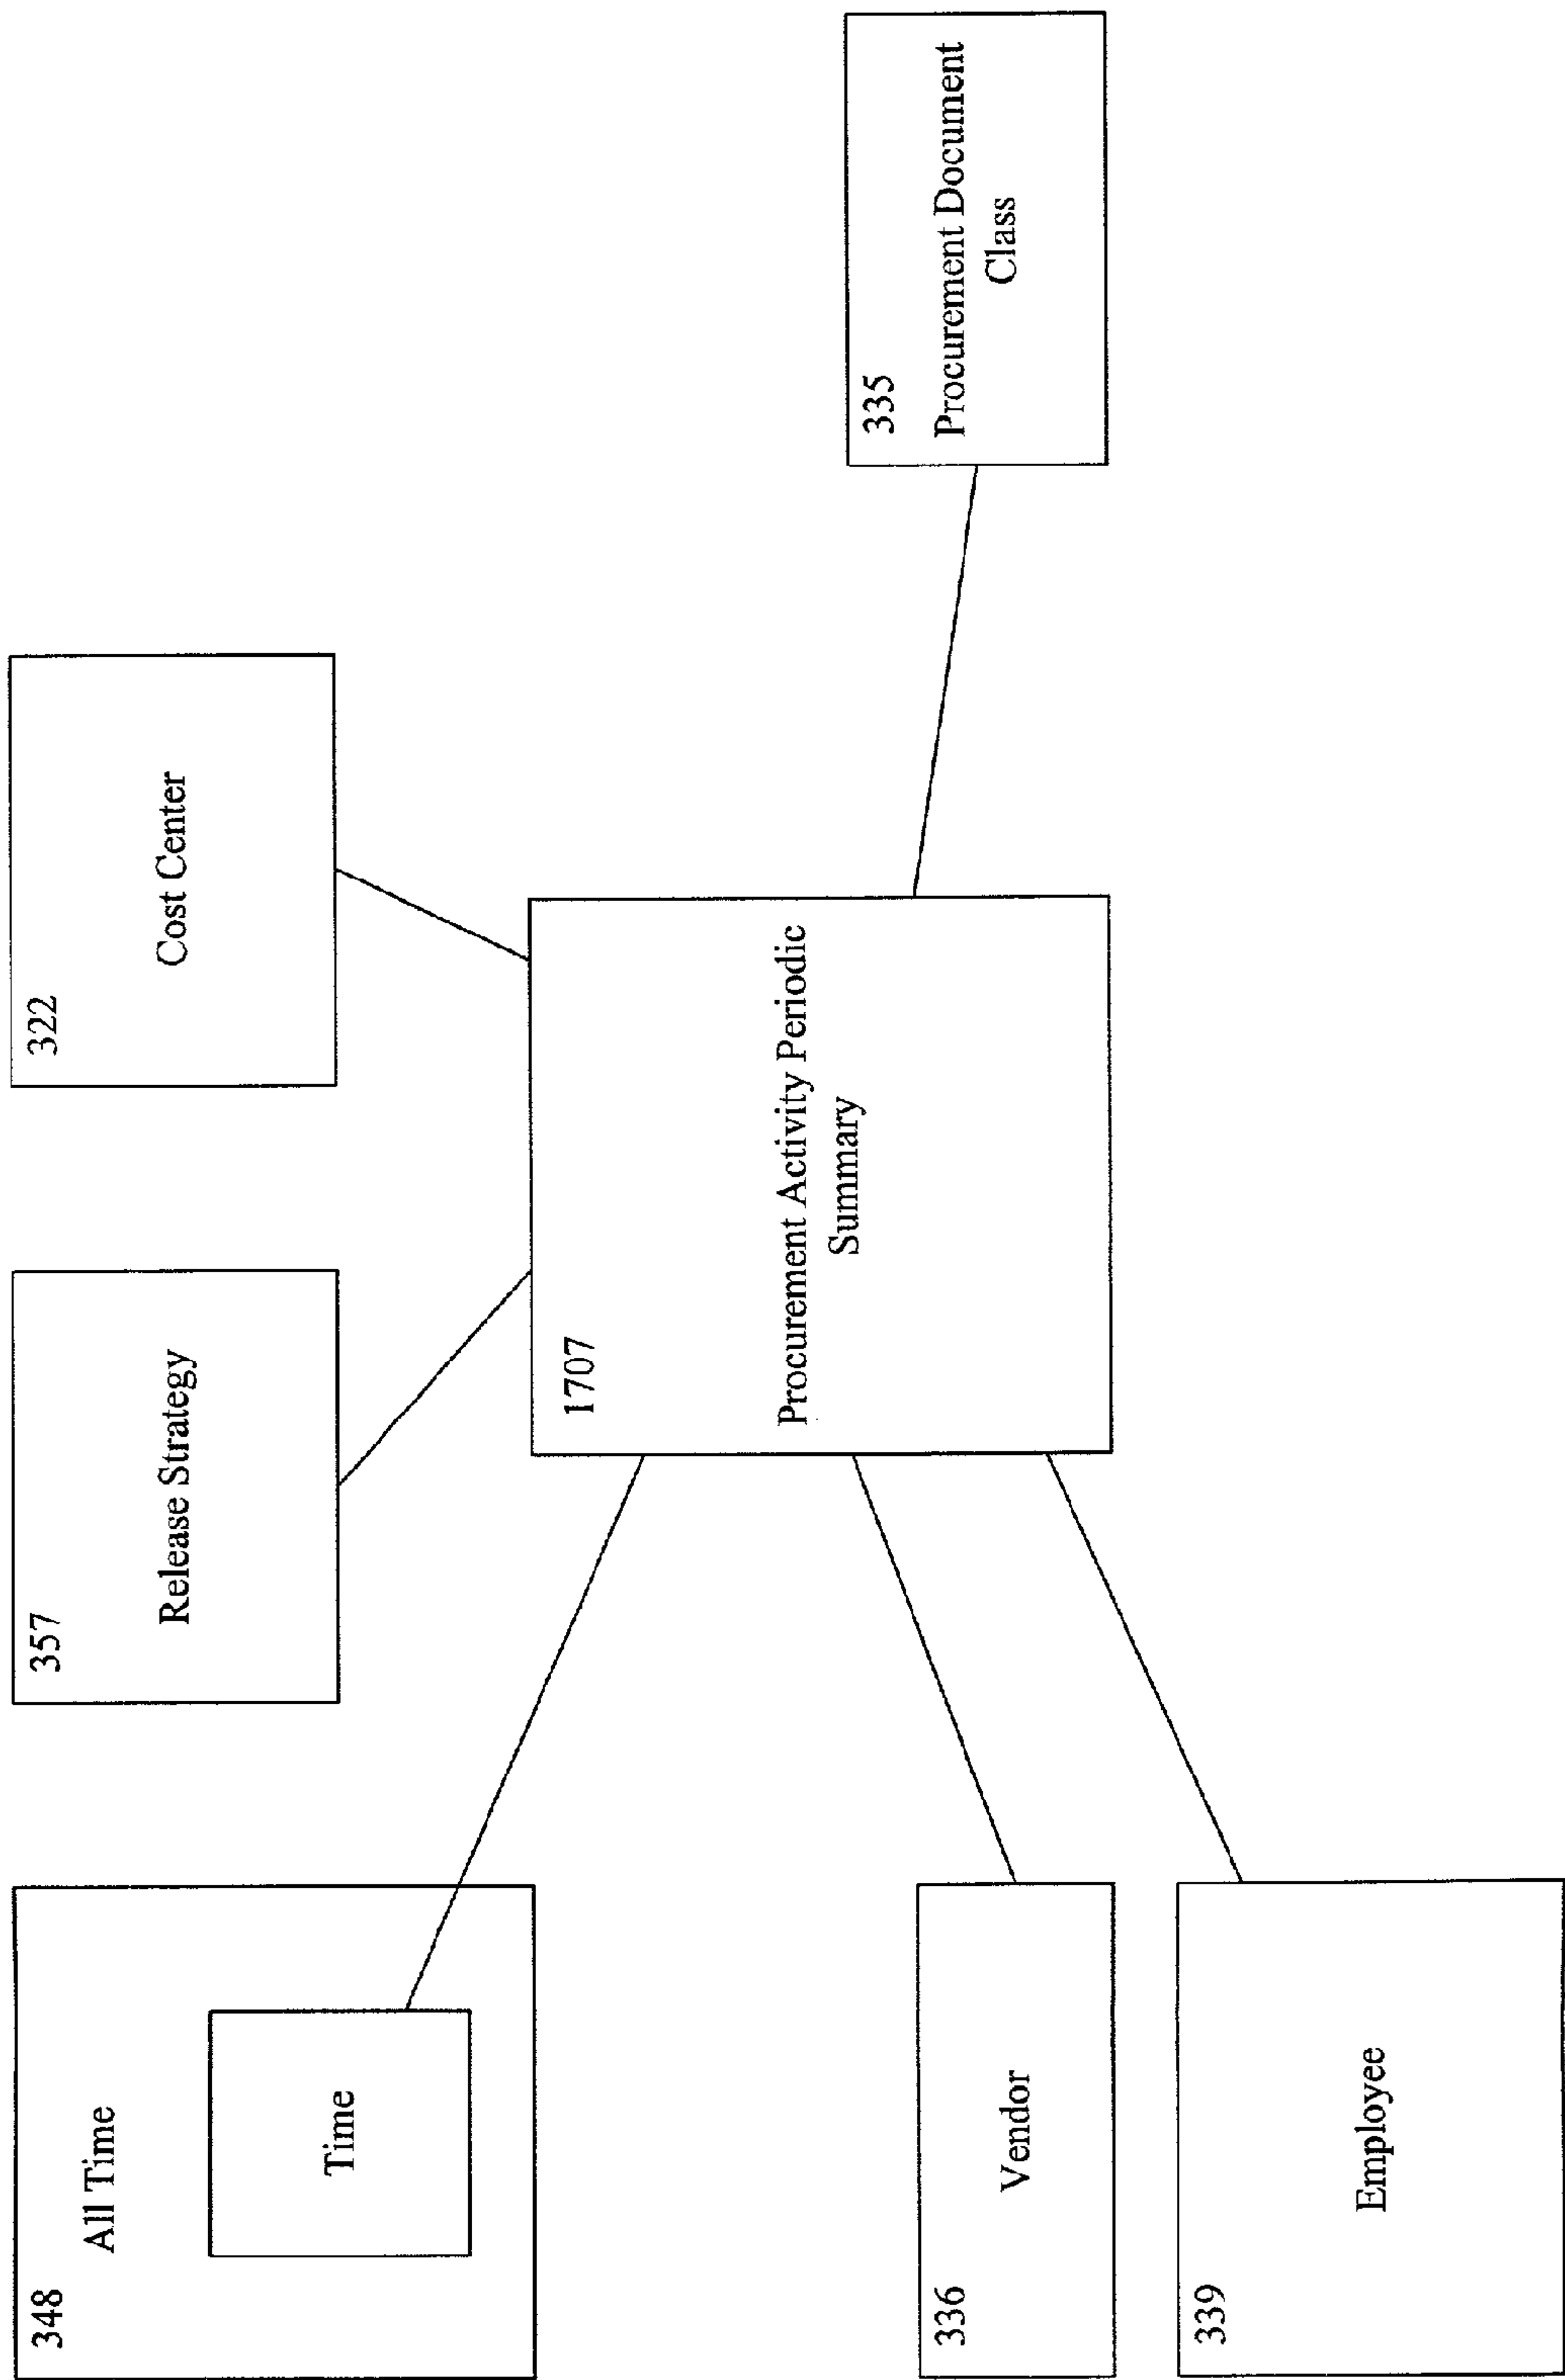 348
All Time
Time
357
Release Strategy
322
Cost Center
1707
Procurement Activity Periodic
Summary
336
Vendor
339
Employee
335
Procurement Document
Class